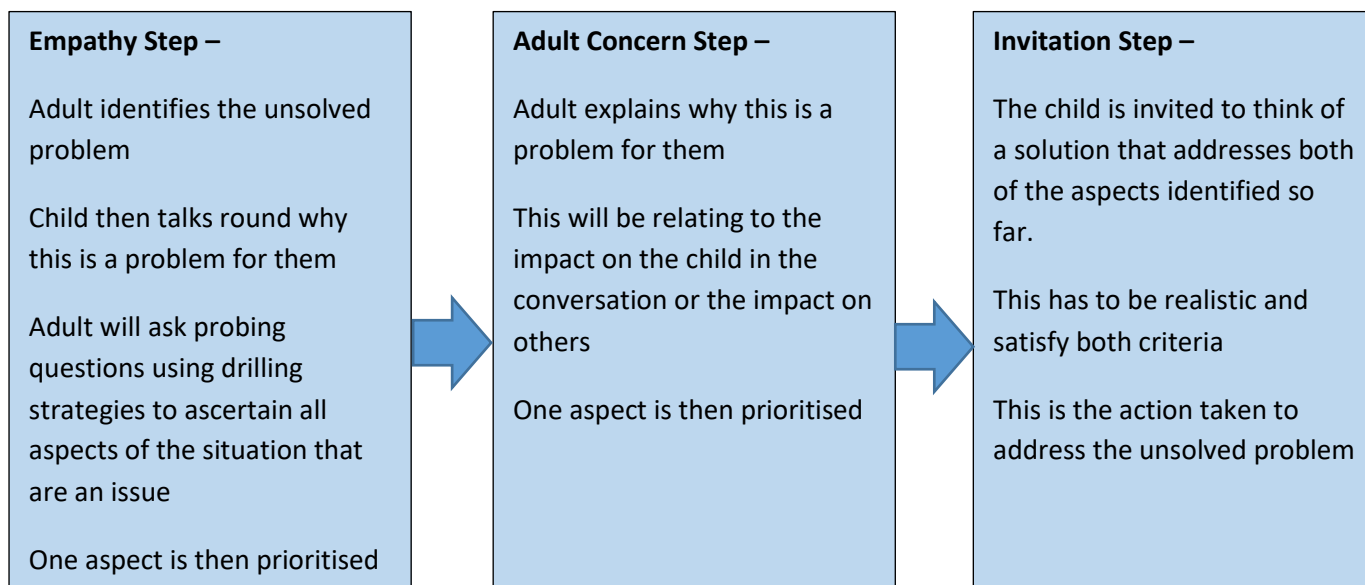 Empathy Step –
Adult identifies the unsolved
problem
Child then talks round why
this is a problem for them
Adult will ask probing
questions using drilling
strategies to ascertain all
aspects of the situation that
are an issue
One aspect is then prioritised
Adult Concern Step –
Adult explains why this is a
problem for them
This will be relating to the
impact on the child in the
conversation or the impact on
others
One aspect is then prioritised
Invitation Step –
The child is invited to think of
a solution that addresses both
of the aspects identified so
far.
This has to be realistic and
satisfy both criteria
This is the action taken to
address the unsolved problem